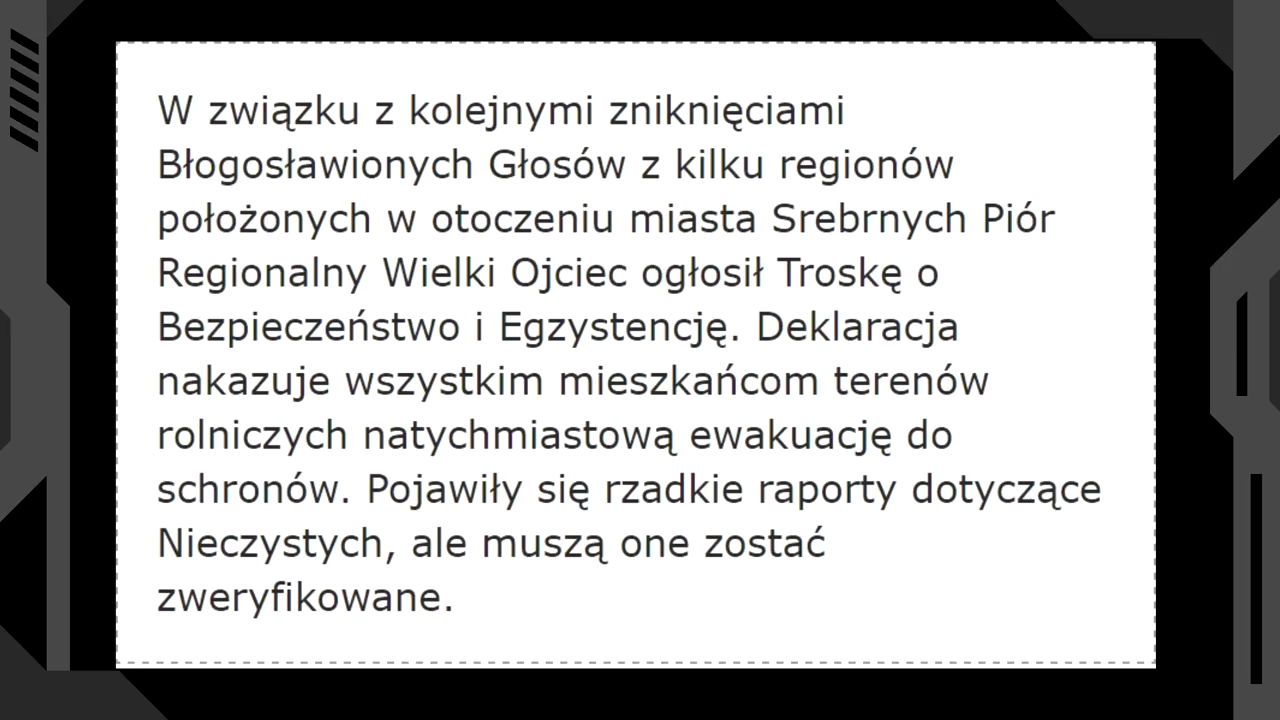 W związku z kolejnymi zniknięciami
Błogosławionych Głosów z kilku regionów
położonych w otoczeniu miasta Srebrnych Piór
Regionalny Wielki Ojciec ogłosił Troskę o
Bezpieczeństwo i Egzystencję. Deklaracja
nakazuje wszystkim mieszkańcom terenów
rolniczych natychmiastową ewakuację do
schronów. Pojawiły się rzadkie raporty dotyczące
Nieczystych, ale muszą one zostać
zweryfikowane.